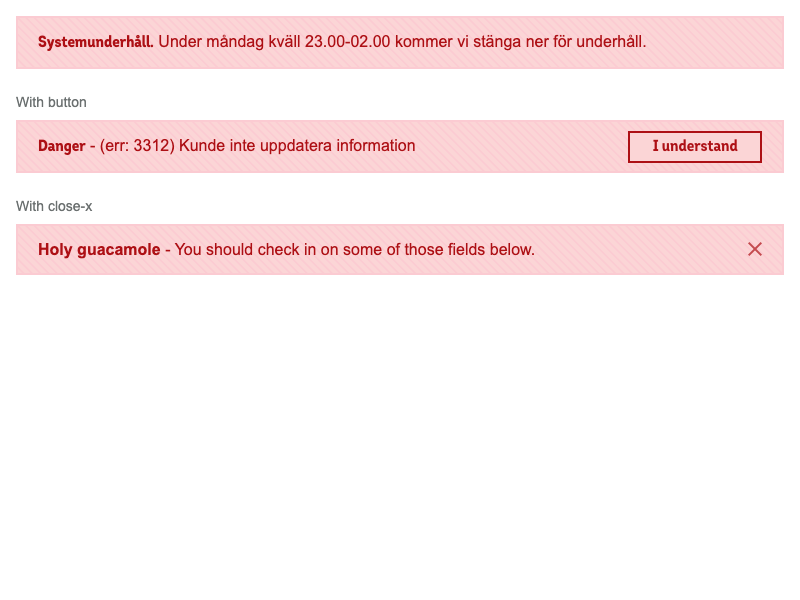 Systemunderhåll. Under måndag kväll 23.00-02.00 kommer vi stänga ner för underhåll.
With button
Danger - (err: 3312) Kunde inte uppdatera information
I understand
With close-x
Holy guacamole - You should check in on some of those fields below.